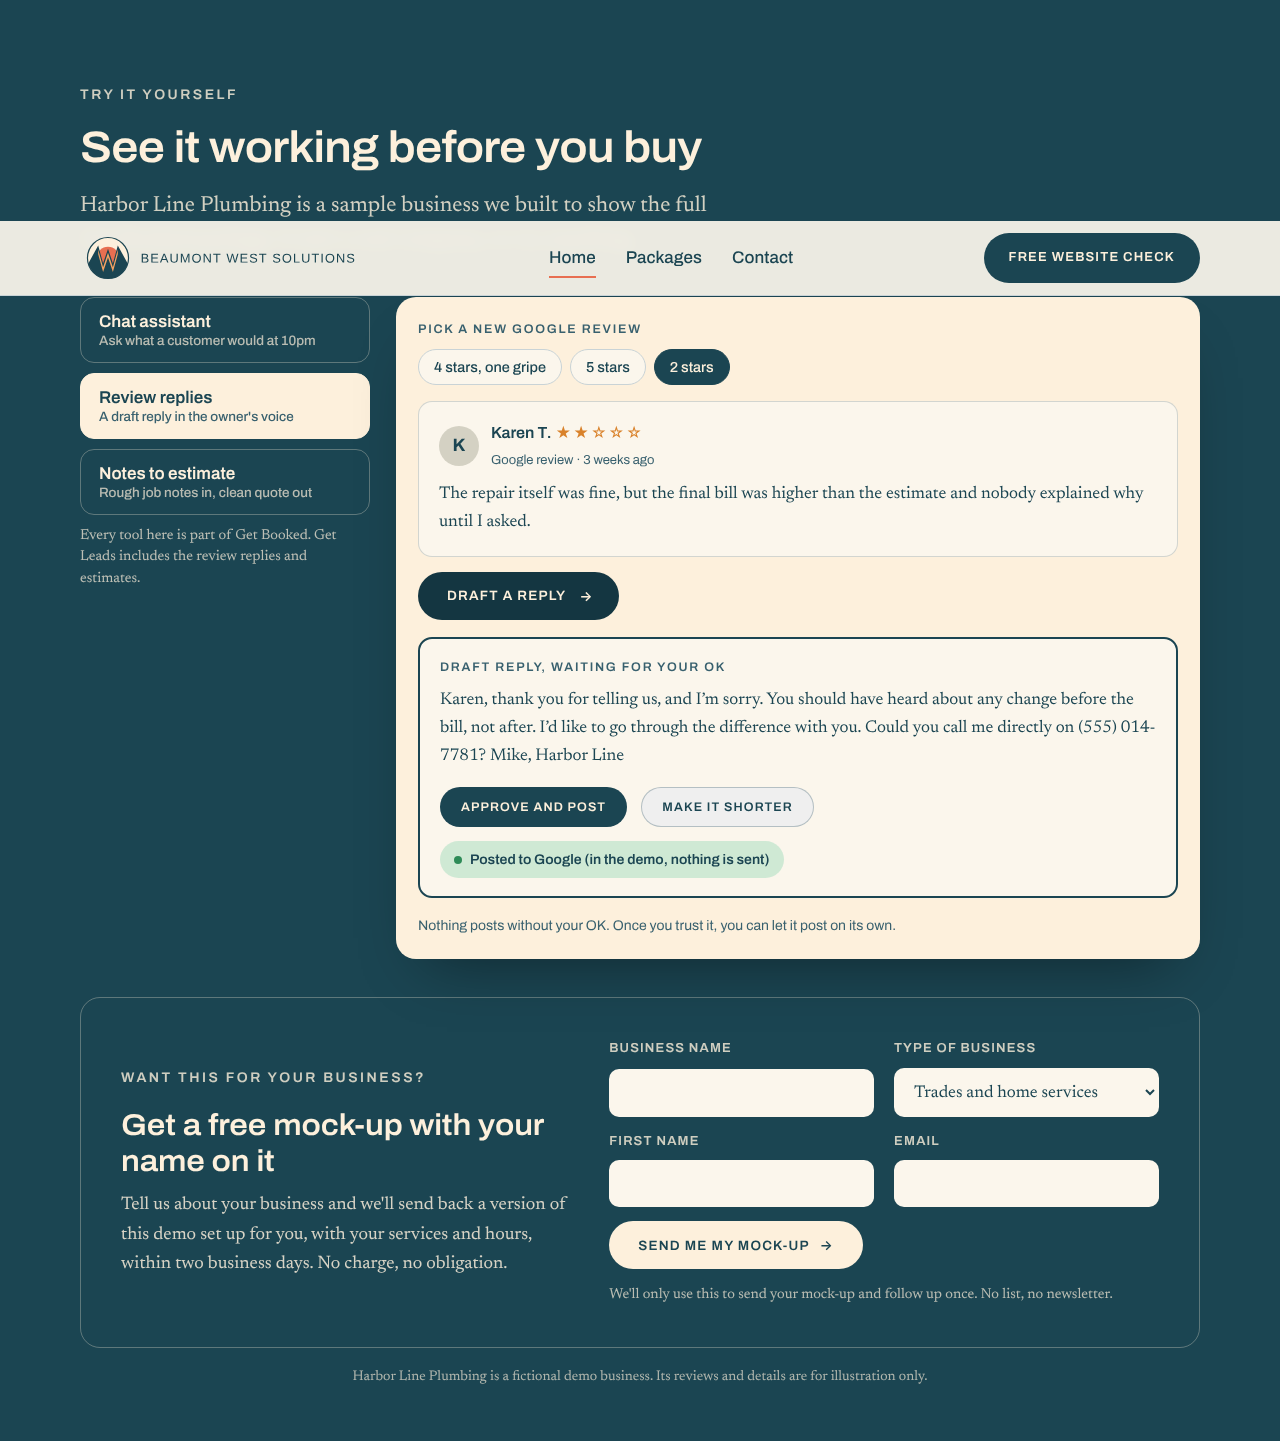 TRY IT YOURSELF
See it working before you buy
Harbor Line Plumbing is a sample business we built to show the full
BEAUMONT WEST SOLUTIONS
Home
Packages
Contact
FREE WEBSITE CHECK
Chat assistant
Ask what a customer would at 10pm
Review replies
A draft reply in the owner's voice
Notes to estimate
Rough job notes in, clean quote out
Every tool here is part of Get Booked. Get
Leads includes the review replies and
estimates.
PICK A NEW GOOGLE REVIEW
4 stars, one gripe
5 stars
2 stars
K
Karen T. ★★☆☆☆
Google review · 3 weeks ago
The repair itself was fine, but the final bill was higher than the estimate and nobody explained why
until I asked.
DRAFT A REPLY →
DRAFT REPLY, WAITING FOR YOUR OK
Karen, thank you for telling us, and I’m sorry. You should have heard about any change before the
bill, not after. I’d like to go through the difference with you. Could you call me directly on (555) 014-
7781? Mike, Harbor Line
APPROVE AND POST
MAKE IT SHORTER
Posted to Google (in the demo, nothing is sent)
Nothing posts without your OK. Once you trust it, you can let it post on its own.
WANT THIS FOR YOUR BUSINESS?
Get a free mock-up with your
name on it
Tell us about your business and we'll send back a version of
this demo set up for you, with your services and hours,
within two business days. No charge, no obligation.
BUSINESS NAME
TYPE OF BUSINESS
Trades and home services
FIRST NAME
EMAIL
SEND ME MY MOCK-UP →
We'll only use this to send your mock-up and follow up once. No list, no newsletter.
Harbor Line Plumbing is a fictional demo business. Its reviews and details are for illustration only.